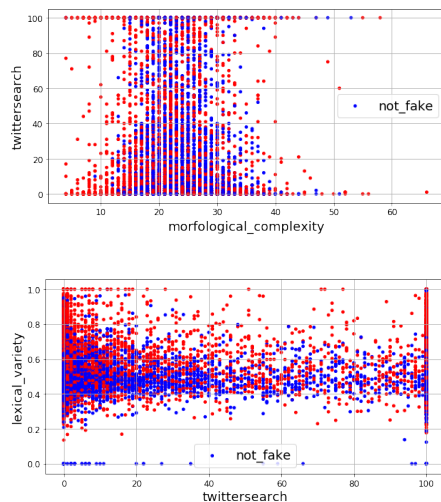 100
80
60
40
20
0
twittersearch
not_fake
10 20 30 40 50 60
morfological_complexity
1.0
0.8
0.6
0.4
0.2
0.0
lexical_variety
not_fake
0 20 40 60 80 100
twittersearch